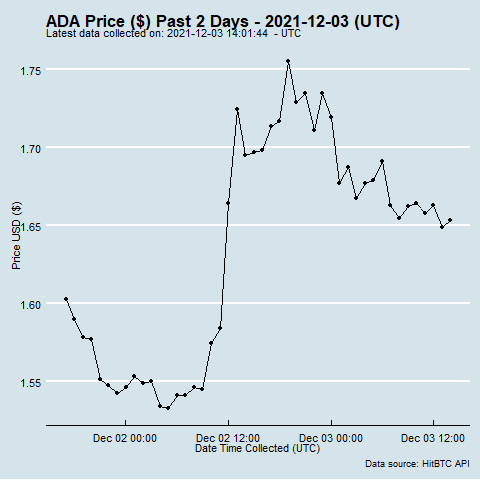 ADA Price ($) Past 2 Days - 2021-12-03 (UTC)
Latest data collected on: 2021-12-03 14:01:44  - UTC
1.75
1.70
1.65
1.60
1.55
Price USD ($)
Dec 02 00:00
Dec 02 12:00
Dec 03 00:00
Dec 03 12:00
Date Time Collected (UTC)
Data source: HitBTC API